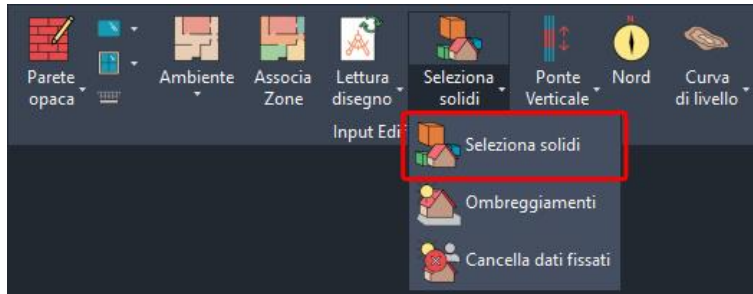 Parete
opaca
Ambiente
Associa
Zone
Lettura
disegno
Seleziona
solidi
Ponte
Verticale
Nord
Curva
di livello
Input Edi
Seleziona solidi
Ombreggiamenti
Cancella dati fissati